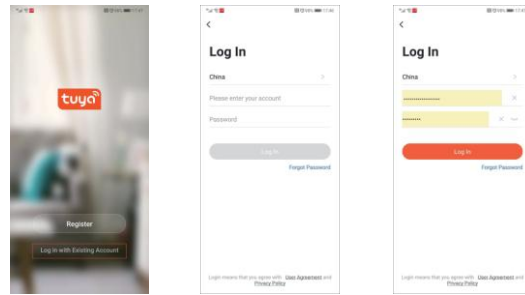 tuya
Register
Log in with Existing Account
Log In
China
Please enter your account
Password
Log In
Forgot Password
Login means that you agree with User Agreement and
Privacy Policy
Log In
China
Log In
Forgot Password
Login means that you agree with User Agreement and
Privacy Policy